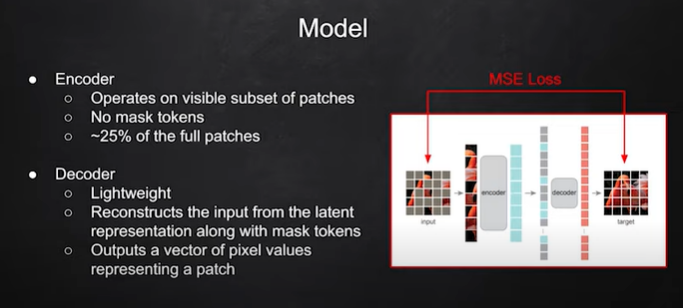 Model
● Encoder
○ Operates on visible subset of patches
○ No mask tokens
○ ~25% of the full patches
● Decoder
○ Lightweight
○ Reconstructs the input from the latent
representation along with mask tokens
○ Outputs a vector of pixel values
representing a patch
MSE Loss
input
encoder
decoder
target